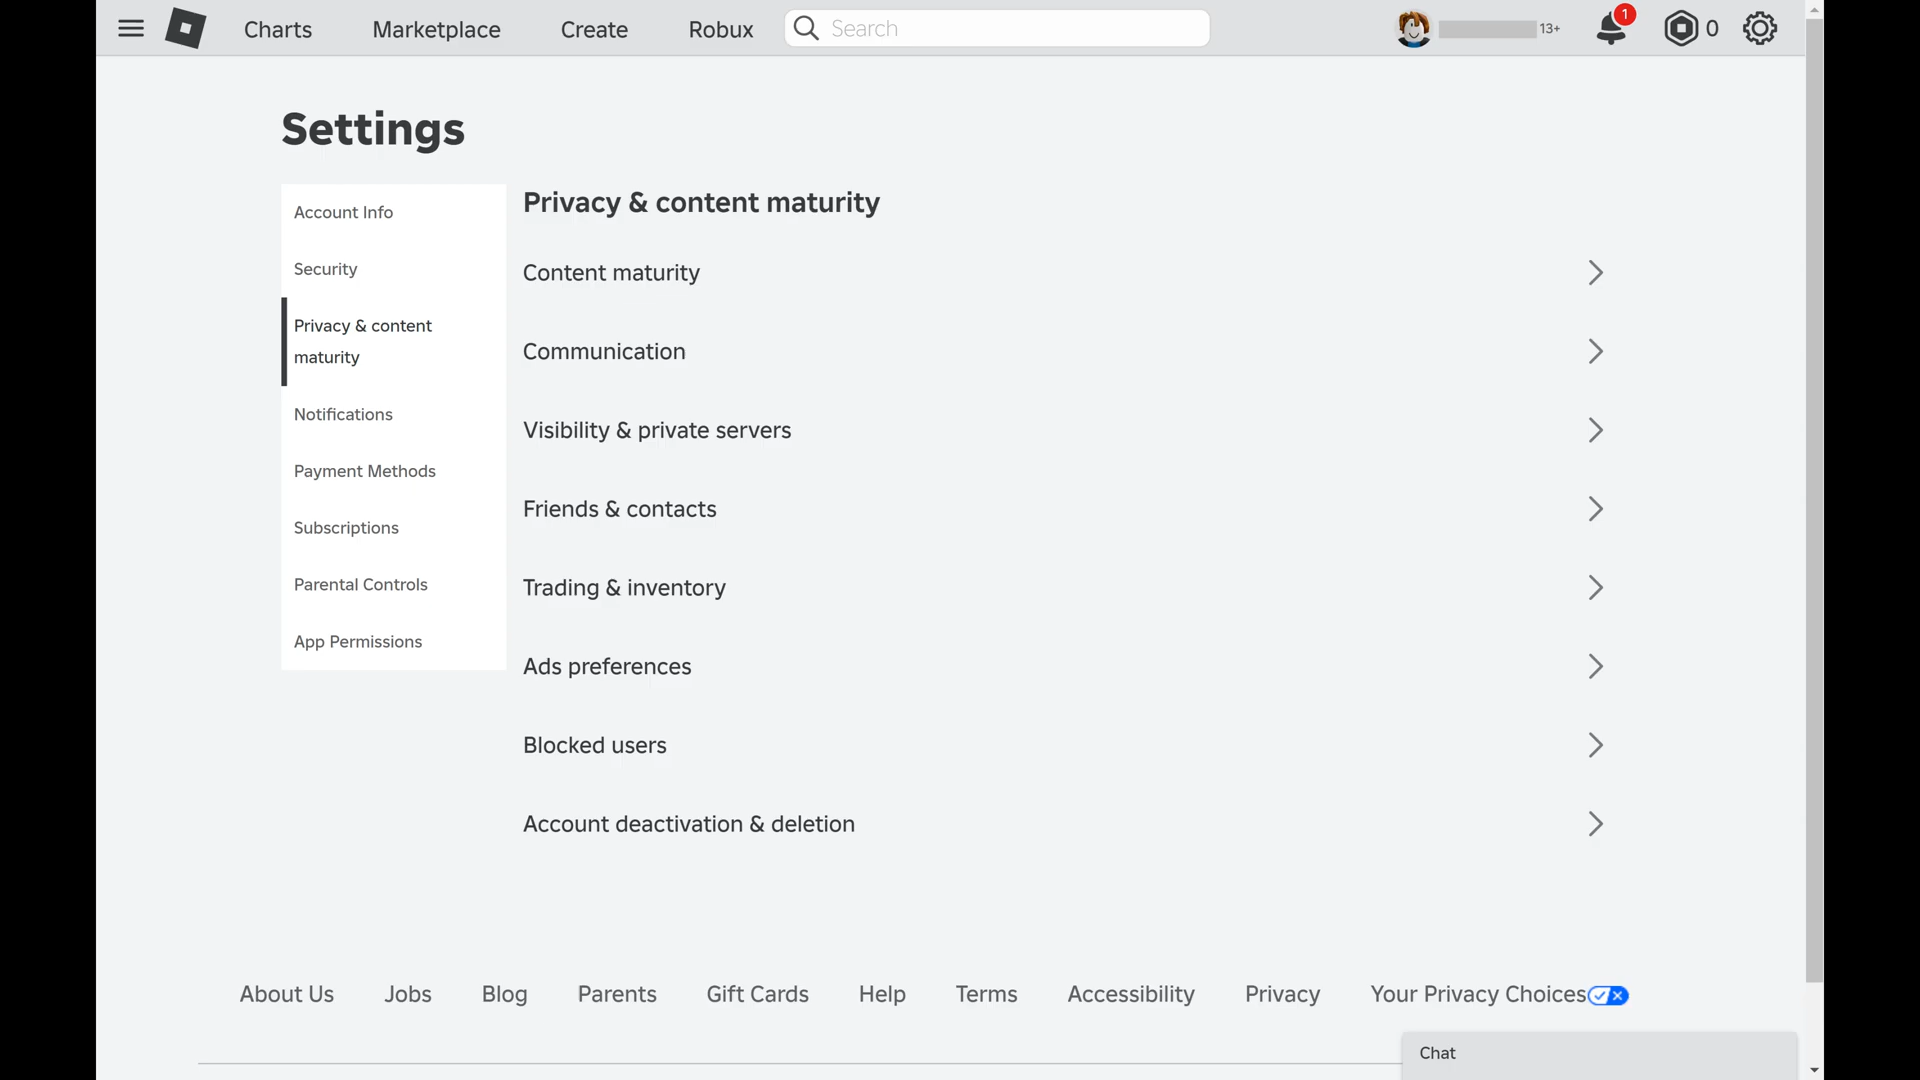 Charts
Marketplace
Create
Robux
Search
13+
1
0
Settings
Account Info
Security
Privacy & content
maturity
Notifications
Payment Methods
Subscriptions
Parental Controls
App Permissions
Privacy & content maturity
Content maturity
Communication
Visibility & private servers
Friends & contacts
Trading & inventory
Ads preferences
Blocked users
Account deactivation & deletion
About Us
Jobs
Blog
Parents
Gift Cards
Help
Terms
Accessibility
Privacy
Your Privacy Choices
Chat